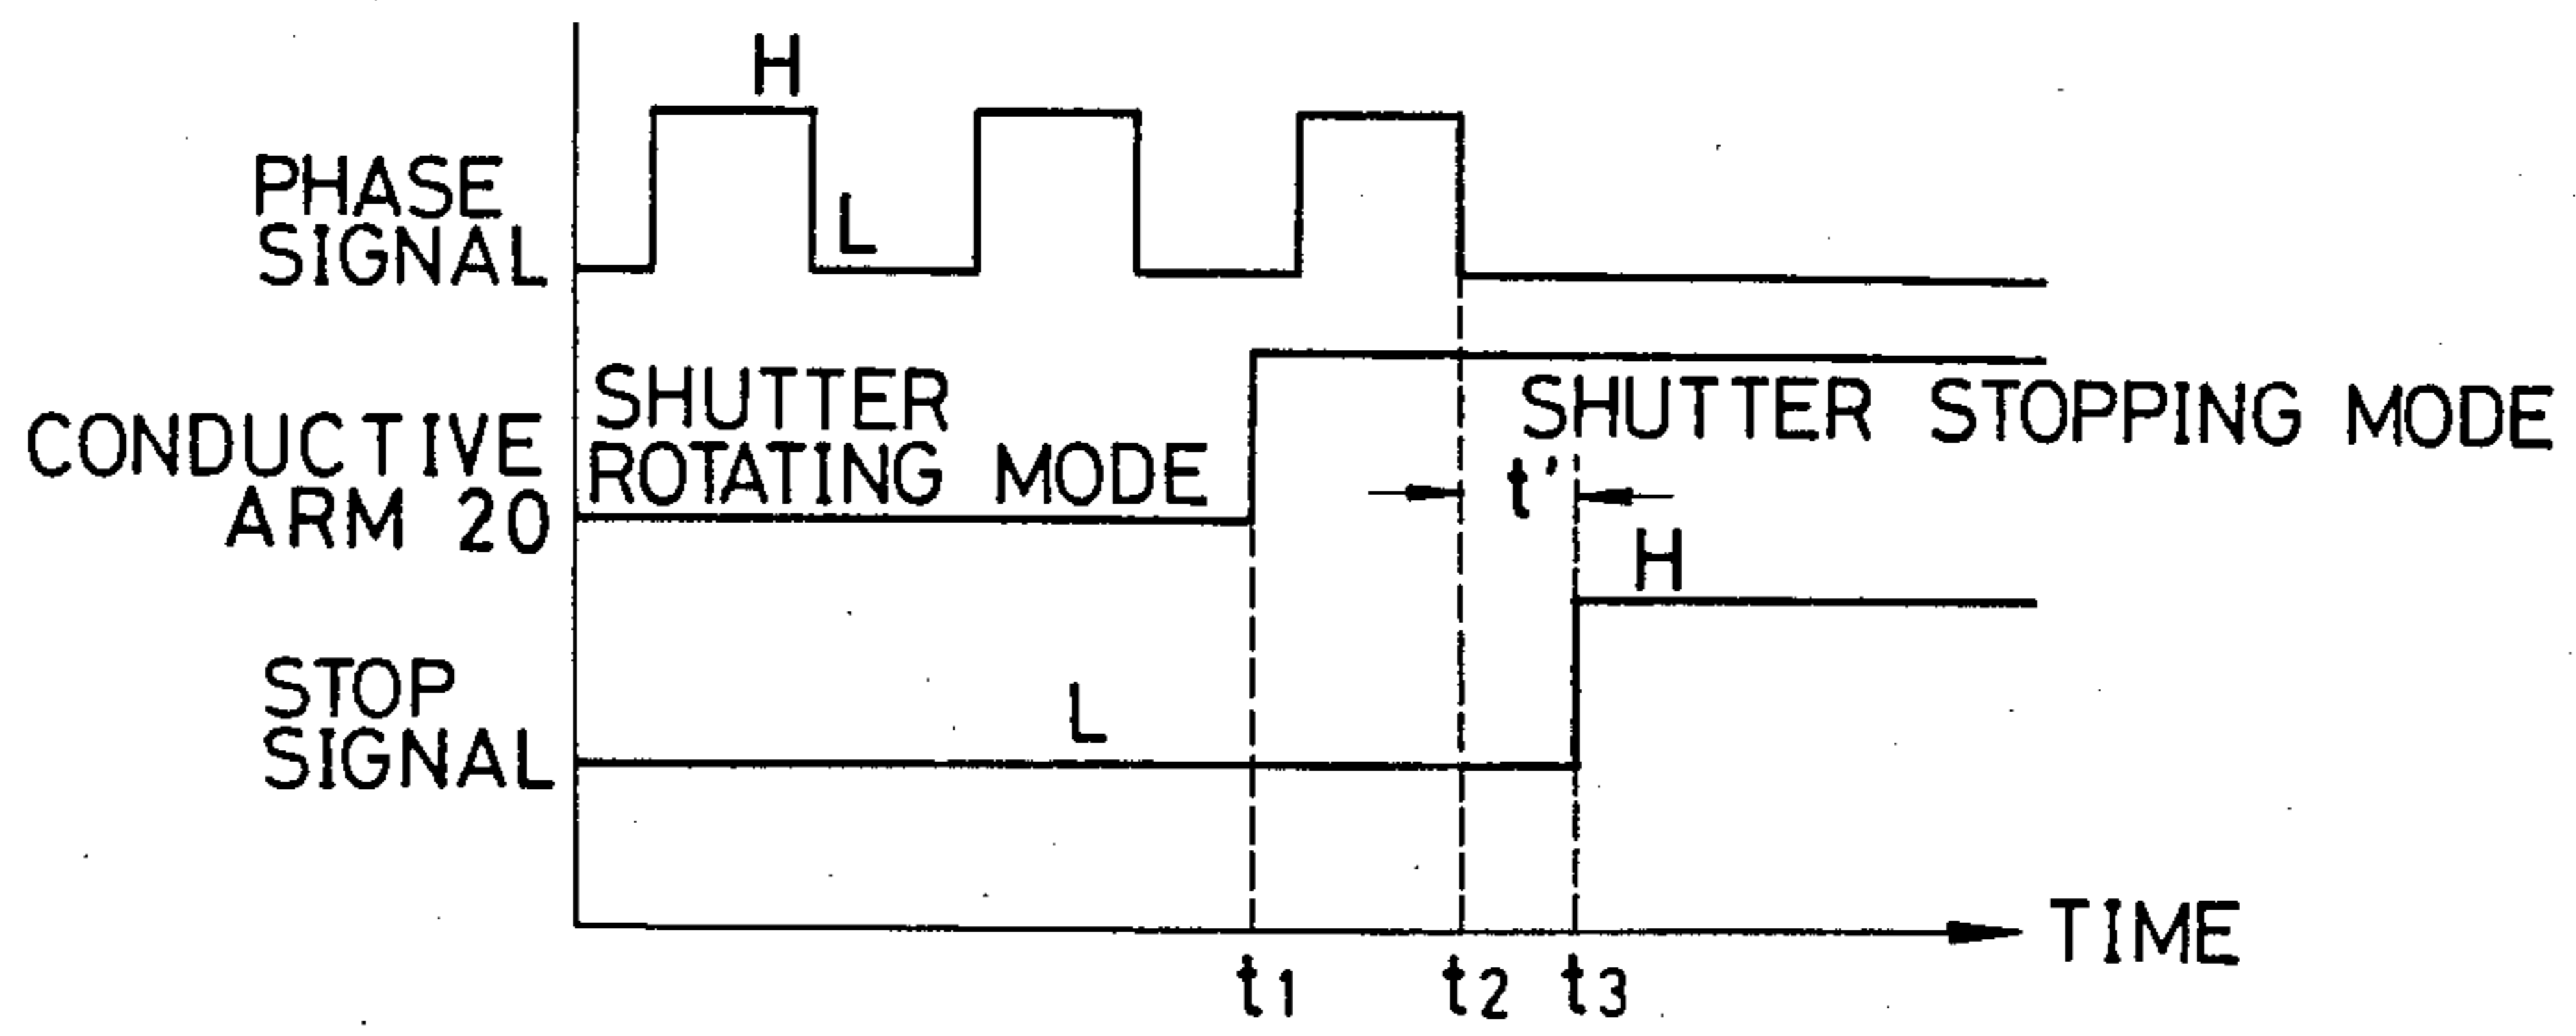 H
PHASE
SIGNAL
L
SHUTTER
ROTATING MODE
CONDUCTIVE
ARM 20
SHUTTER STOPPING MODE
t'
H
STOP
SIGNAL
L
TIME
t1 t2 t3